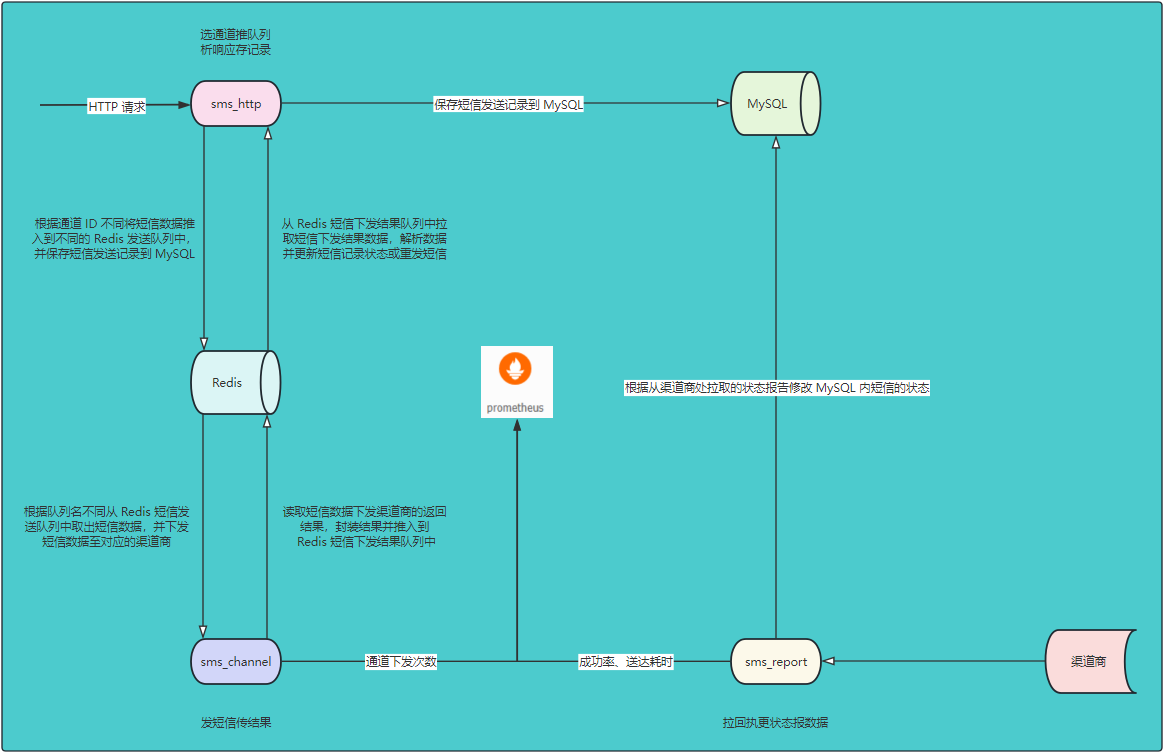 选通道推队列
析响应存记录
HTTP 请求
sms_http
保存短信发送记录到 MySQL
MySQL
根据通道 ID 不同将短信数据推
入到不同的 Redis 发送队列中，
并保存短信发送记录到 MySQL
从 Redis 短信下发结果队列中拉
取短信下发结果数据，解析数据
并更新短信记录状态或重发短信
Redis
prometheus
根据从渠道商处拉取的状态报告修改 MySQL 内短信的状态
根据队列名不同从 Redis 短信发
送队列中取出短信数据，并下发
短信数据至对应的渠道商
读取短信数据下发渠道商的返回
结果，封装结果并推入到
Redis 短信下发结果队列中
sms_channel
通道下发次数
成功率、送达耗时
sms_report
渠道商
发短信传结果
拉回执更状态报数据